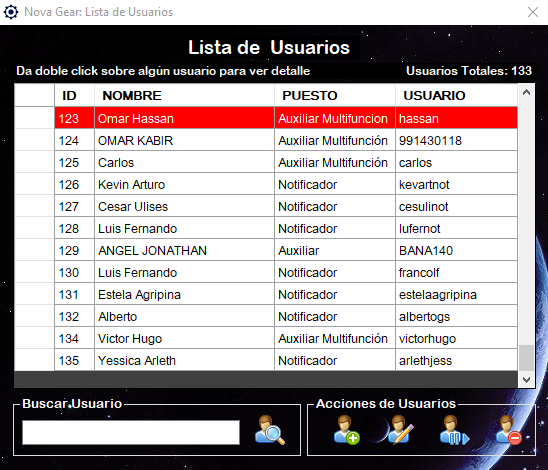 Nova Gear: Lista de Usuarios
Lista de Usuarios
Da doble click sobre algún usuario para ver detalle Usuarios Totales: 133
ID NOMBRE PUESTO USUARIO
123 Omar Hassan Auxiliar Multifuncion hassan
124 OMAR KABIR Auxiliar Multifunción 991430118
125 Carlos Auxiliar Multifunción carlos
126 Kevin Arturo Notificador kevartnot
127 Cesar Ulises Notificador cesulinot
128 Luis Fernando Notificador lufernot
129 ANGEL JONATHAN Auxiliar BANA140
130 Luis Fernando Notificador francolf
131 Estela Agripina Notificador estelaagripina
132 Alberto Notificador albertogs
134 Victor Hugo Auxiliar Multifunción victorhugo
135 Yessica Arleth Notificador arlethjess
Buscar Usuario Acciones de Usuarios